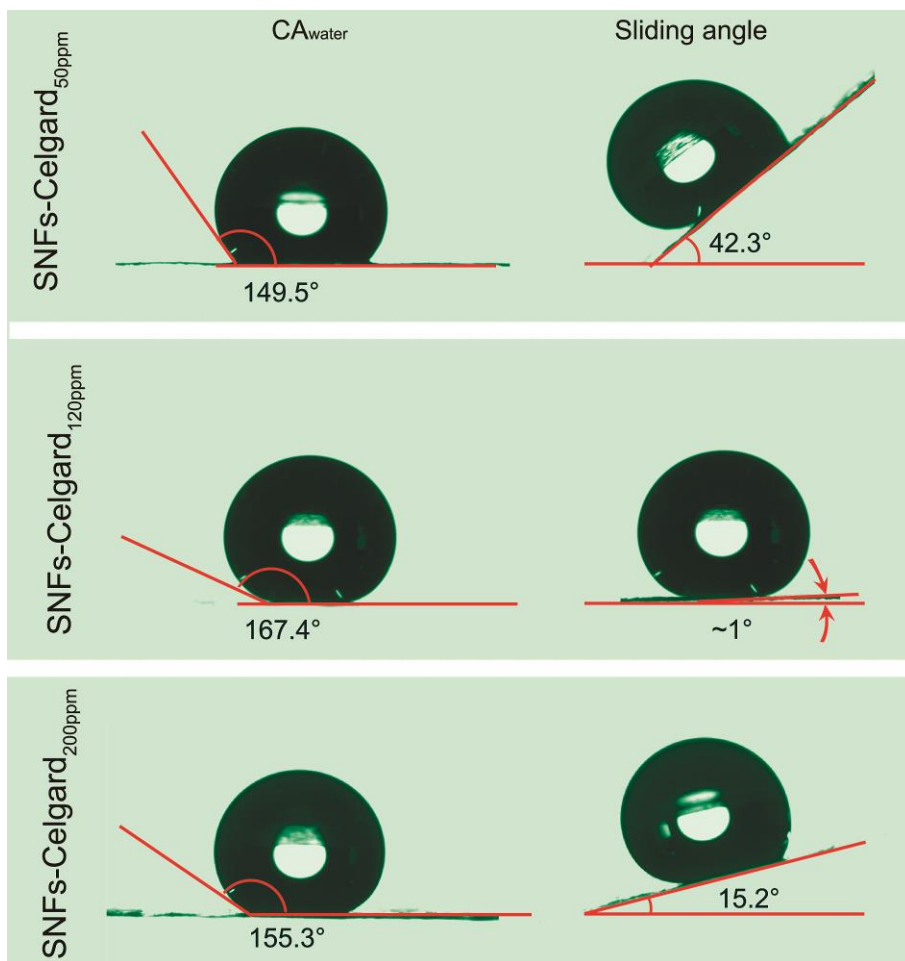 CAwater
Sliding angle
SNFs-Celgard50ppm
149.5°
42.3°
SNFs-Celgard120ppm
167.4°
~1°
SNFs-Celgard200ppm
155.3°
15.2°